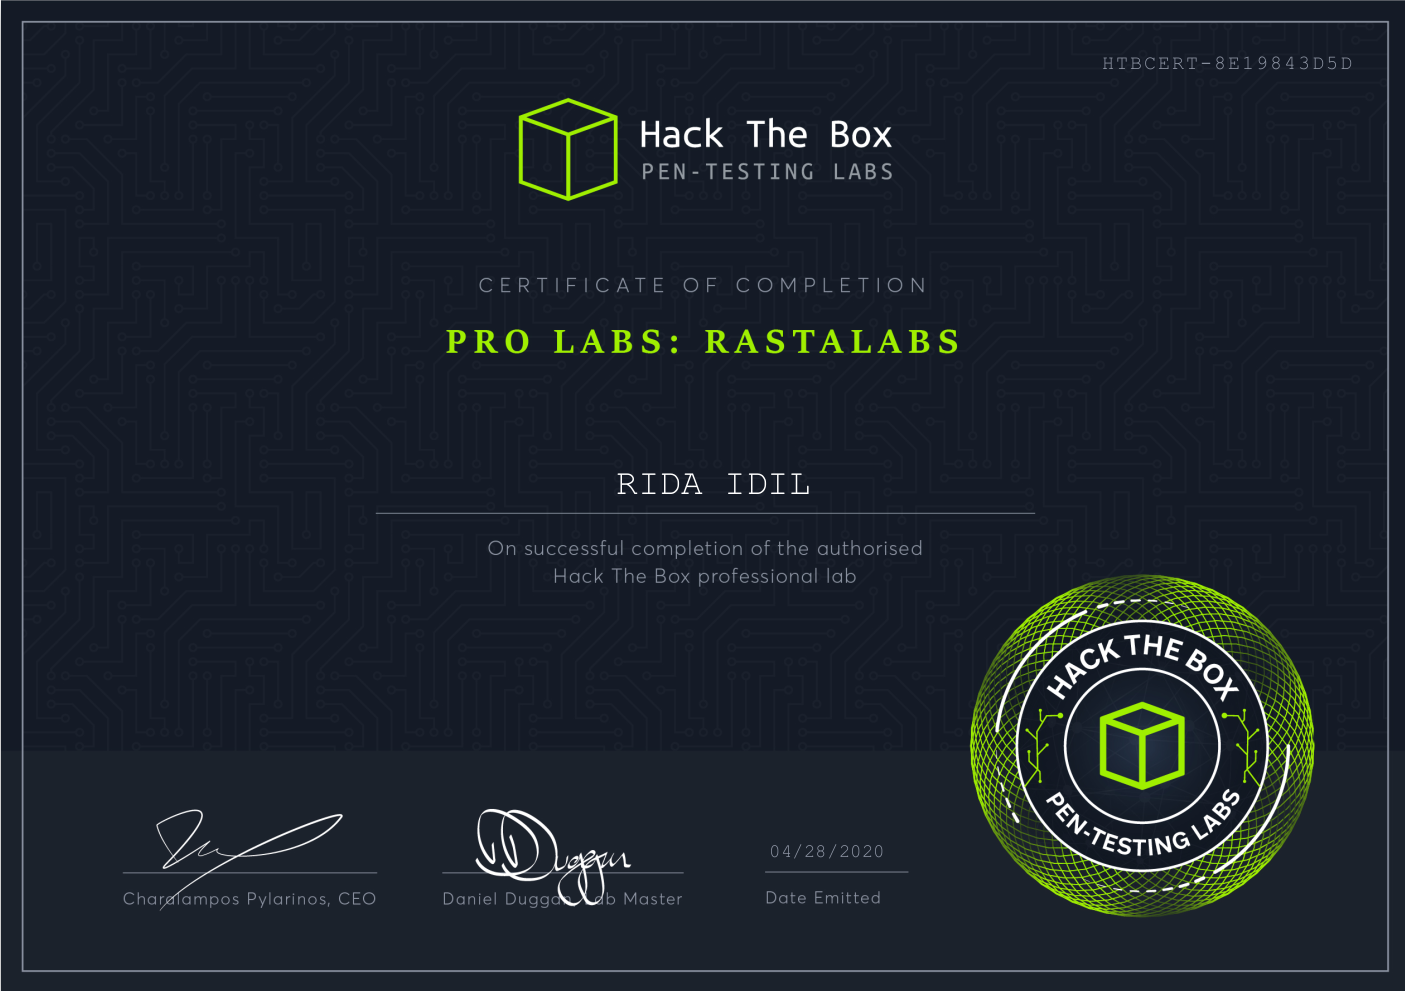 HTBCERT-8E19843D5D
Hack The Box
PEN-TESTING LABS
CERTIFICATE OF COMPLETION
PRO LABS: RASTALABS
RIDA IDIL
On successful completion of the authorised
Hack The Box professional lab
HACK THE BOX
PEN-TESTING LABS
Duggan
04/28/2020
Charalampos Pylarinos, CEO
Daniel Duggan Lab Master
Date Emitted